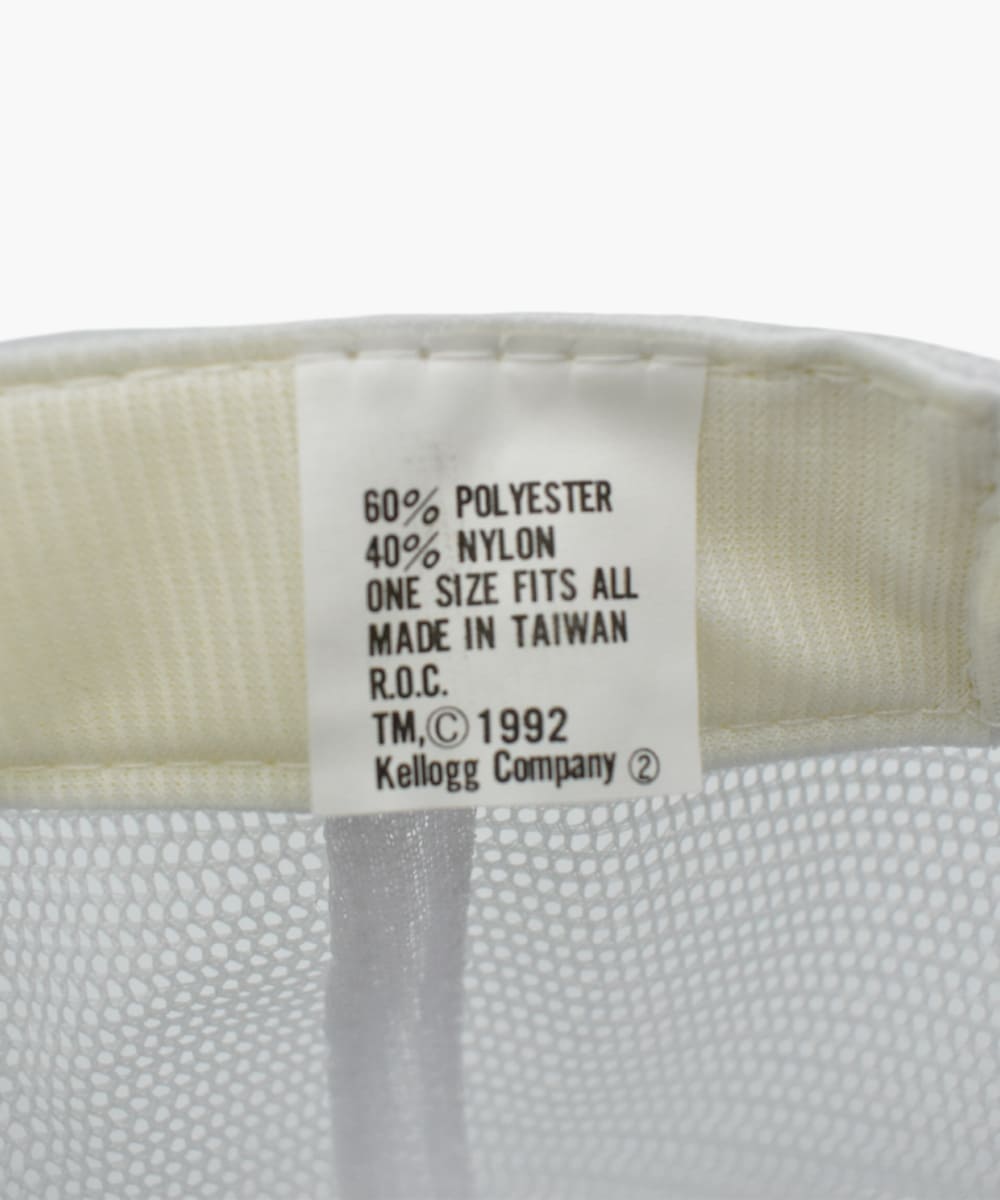 60% POLYESTER
40% NYLON
ONE SIZE FITS ALL
MADE IN TAIWAN
R.O.C.
TM,Ⓒ 1992
Kellogg Company ②